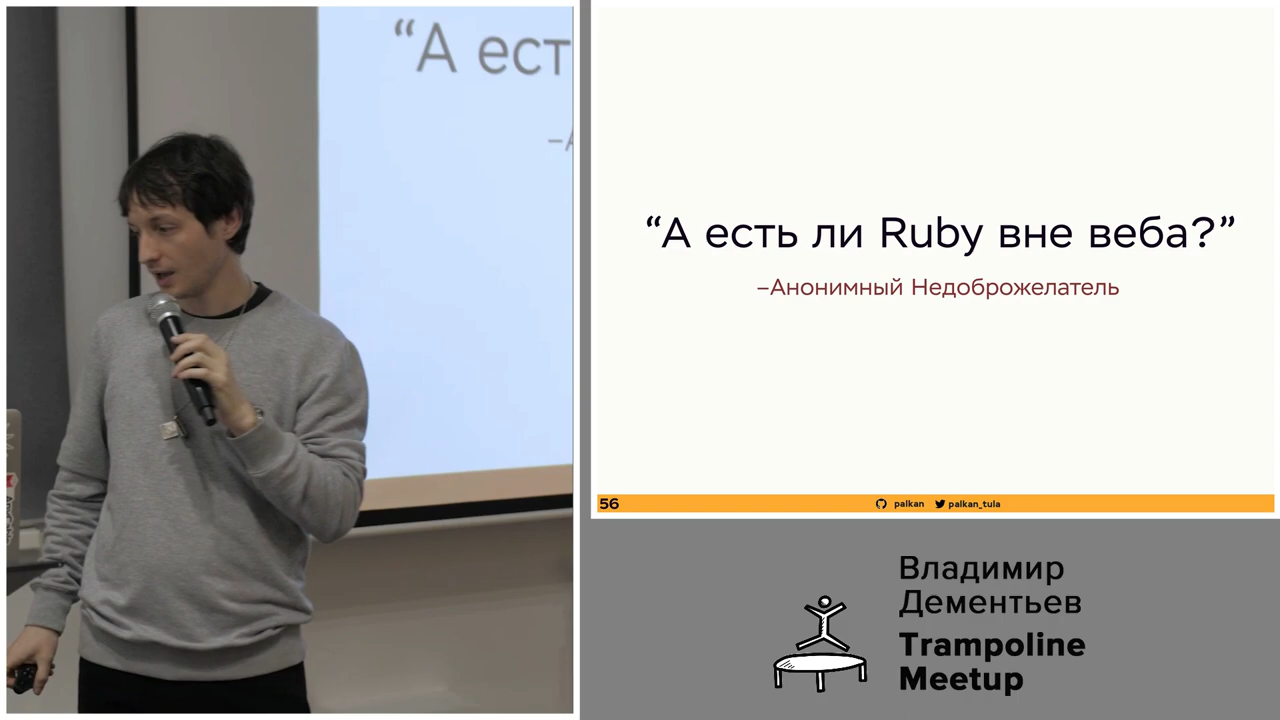 “А ест
–А
“А есть ли Ruby вне веба?”
–Анонимный Недоброжелатель
56 palkan palkan_tula
Владимир
Дементьев
Trampoline
Meetup